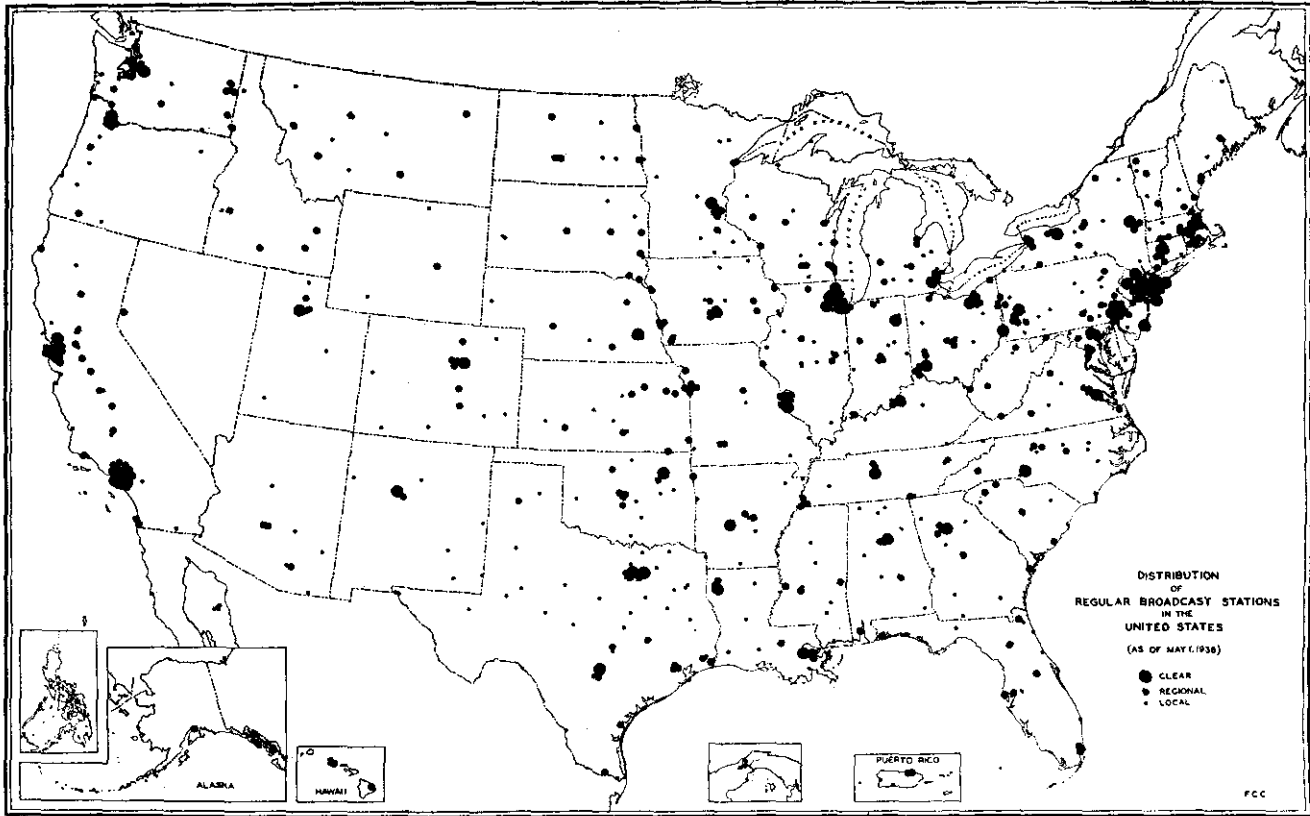 DISTRIBUTION
OF
REGULAR BROADCAST STATIONS
IN THE
UNITED STATES
(AS OF MAY 1, 1938)
CLEAR
REGIONAL
LOCAL
ALASKA
HAWAII
PUERTO RICO
FCC